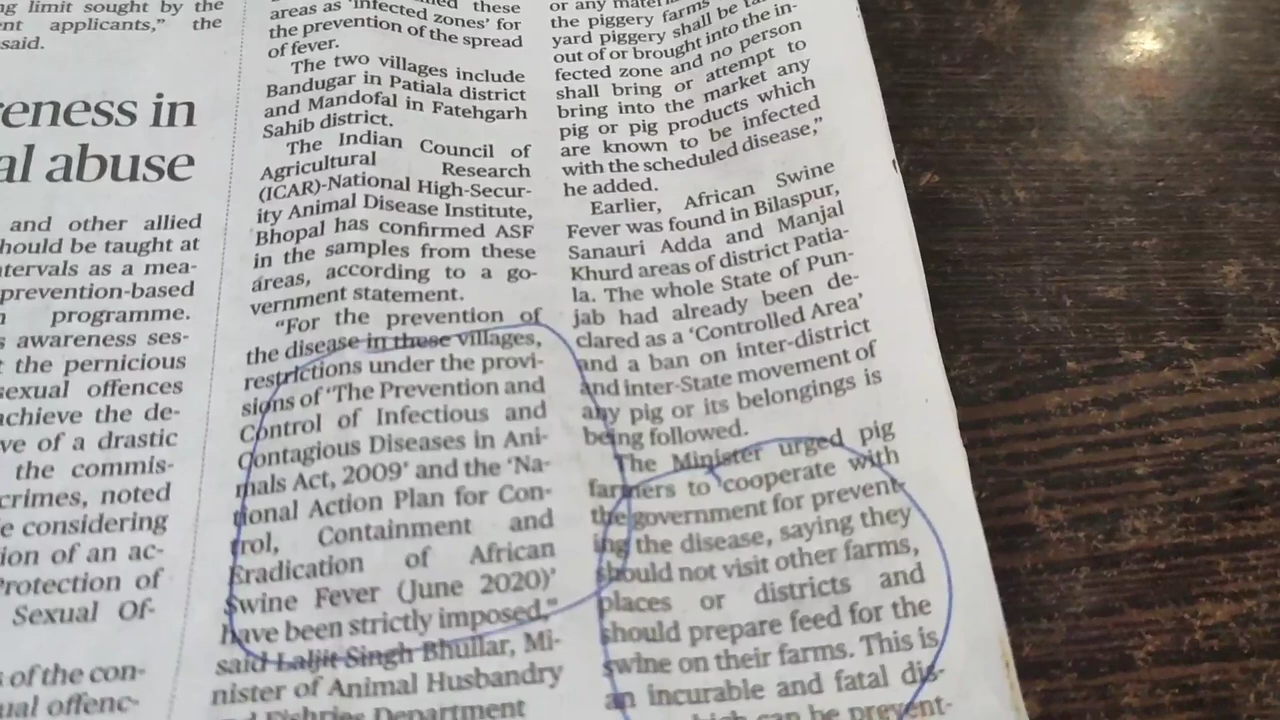 ng limit sought by the
nt applicants,” the
said.
eness in
al abuse
and other allied
hould be taught at
tervals as a mea-
prevention-based
programme.
s awareness ses-
t the pernicious
sexual offences
achieve the de-
ve of a drastic
the commis-
crimes, noted
e considering
ion of an ac-
Protection of
Sexual Of-
s of the con-
ual offenc-
these
areas as ‘infected zones’ for
the prevention of the spread
of fever.
The two villages include
Bandugar in Patiala district
and Mandofal in Fatehgarh
Sahib district.
The Indian Council of
Agricultural Research
(ICAR)-National High-Secur-
ity Animal Disease Institute,
Bhopal has confirmed ASF
in the samples from these
areas, according to a go-
vernment statement.
“For the prevention of
the disease in these villages,
restrictions under the provi-
sions of ‘The Prevention and
Control of Infectious and
Contagious Diseases in Ani-
mals Act, 2009’ and the ‘Na-
tional Action Plan for Con-
trol, Containment and
Eradication of African
Swine Fever (June 2020)’
have been strictly imposed,”
said Laljit Singh Bhullar, Mi-
nister of Animal Husbandry
Fishries Department
or any
the piggery farms
yard piggery shall be
out of or brought into the in-
fected zone and no person
shall bring or attempt to
bring into the market any
pig or pig products which
are known to be infected
with the scheduled disease,”
he added.
Earlier, African Swine
Fever was found in Bilaspur,
Sanauri Adda and Manjal
Khurd areas of district Patia-
la. The whole State of Pun-
jab had already been de-
clared as a ‘Controlled Area’
and a ban on inter-district
and inter-State movement of
any pig or its belongings is
being followed.
The Minister urged pig
farmers to cooperate with
the government for prevent-
ing the disease, saying they
should not visit other farms,
places or districts and
should prepare feed for the
swine on their farms. This is
an incurable and fatal dis-
can be prevent-